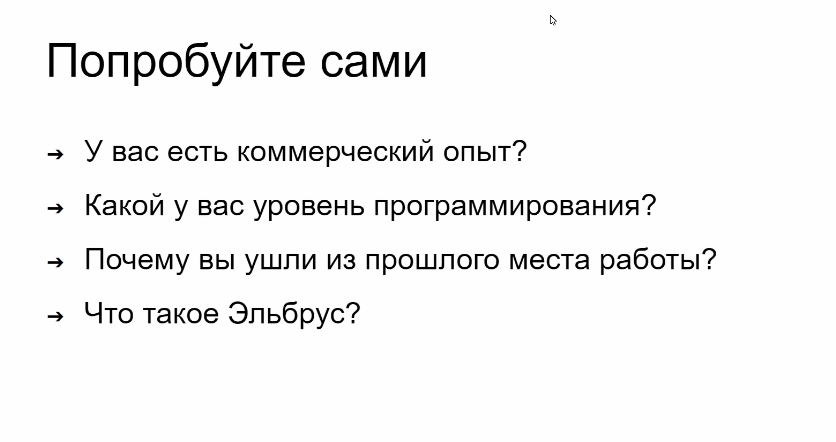 Попробуйте сами
➔ У вас есть коммерческий опыт?
➔ Какой у вас уровень программирования?
➔ Почему вы ушли из прошлого места работы?
➔ Что такое Эльбрус?